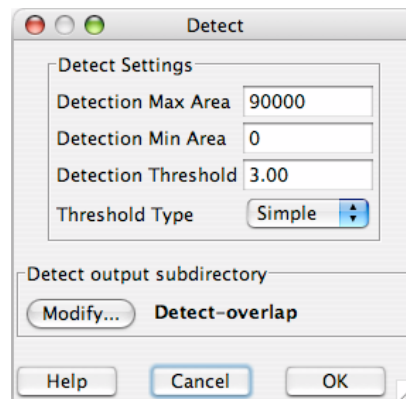 Detect
Detect Settings
Detection Max Area 90000
Detection Min Area 0
Detection Threshold 3.00
Threshold Type Simple
Detect output subdirectory
Modify... Detect-overlap
Help Cancel OK